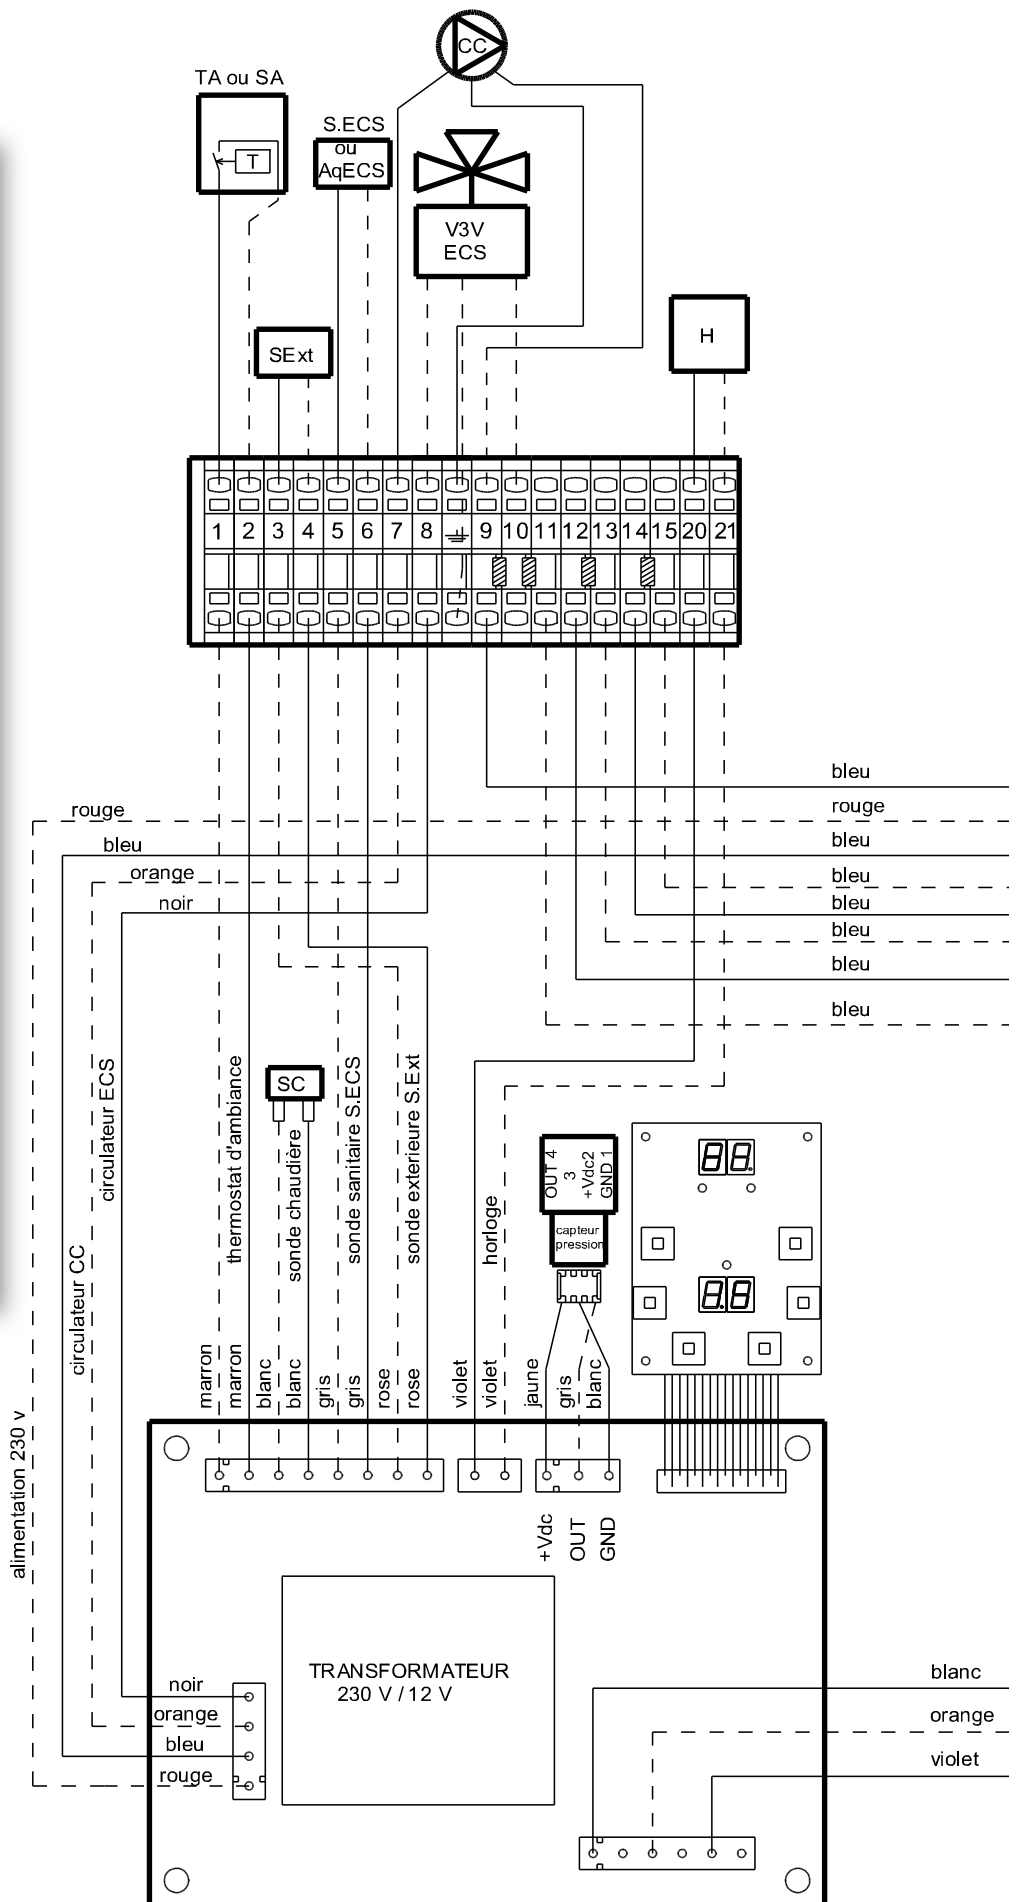 CC
TA ou SA
T
S.ECS
ou
AqECS
V3V
ECS
SExt
H
1 2 3 4 5 6 7 8 9 10 11 12 13 14 15 20 21
bleu
rouge
rouge
bleu
bleu
orange
bleu
noir
bleu
bleu
bleu
bleu
alimentation 230 v
circulateur CC
circulateur ECS
thermostat d'ambiance
SC
sonde chaudière
sonde sanitaire S.ECS
sonde exterieure S.Ext
horloge
OUT 4
3
+Vdc2
GND 1
capteur
pression
88.
8.8
marron
marron
blanc
blanc
gris
gris
rose
rose
violet
violet
jaune
gris
blanc
+Vdc
OUT
GND
TRANSFORMATEUR
230 V / 12 V
noir
orange
bleu
rouge
blanc
orange
violet